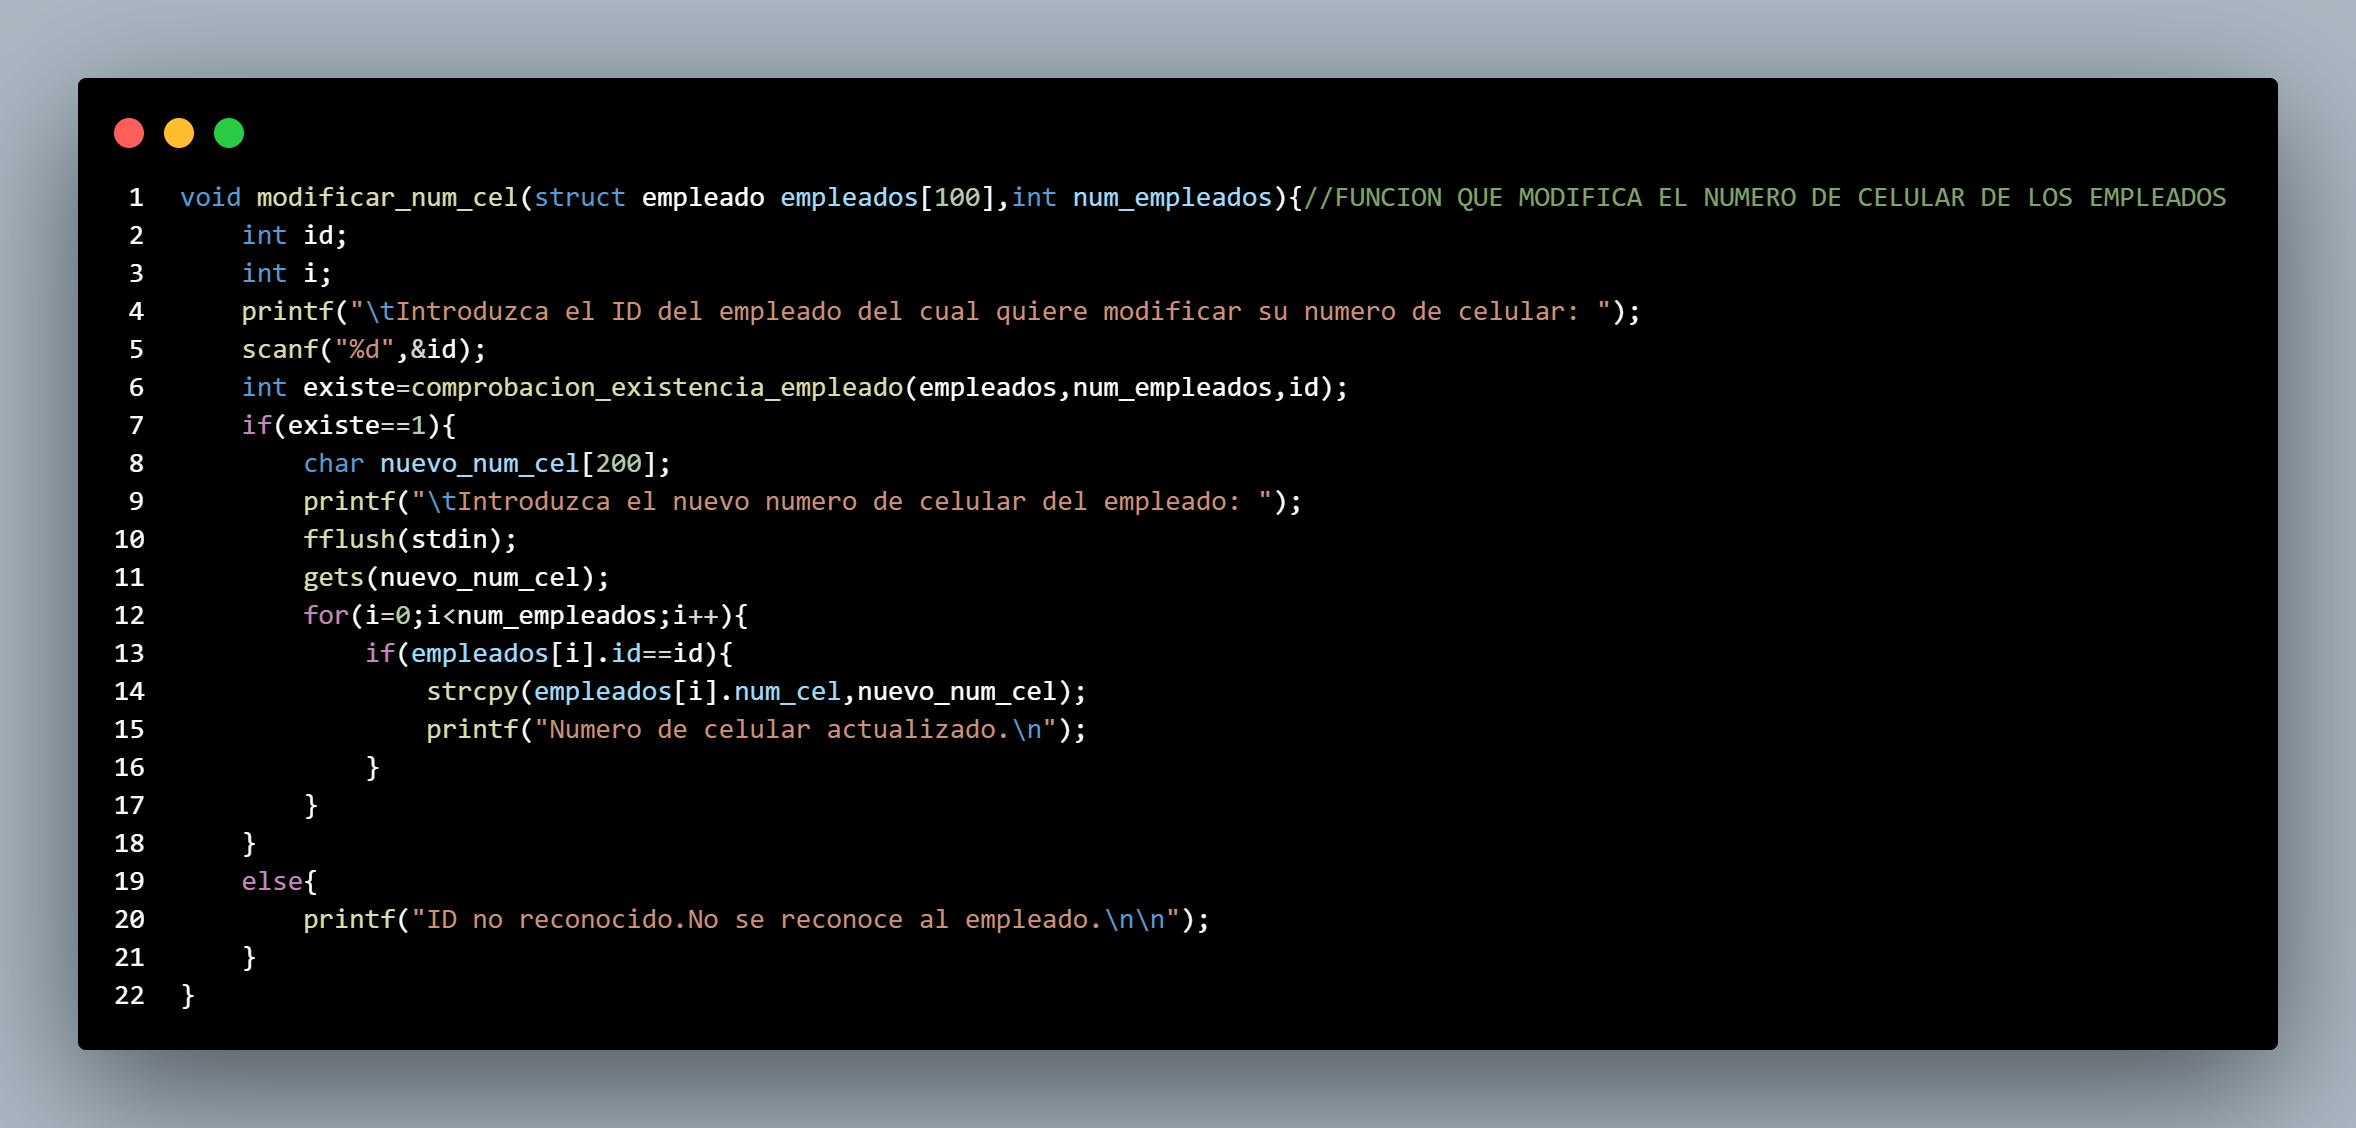 1 void modificar_num_cel(struct empleado empleados[100],int num_empleados){//FUNCION QUE MODIFICA EL NUMERO DE CELULAR DE LOS EMPLEADOS
2     int id;
3     int i;
4     printf("\tIntroduzca el ID del empleado del cual quiere modificar su numero de celular: ");
5     scanf("%d",&id);
6     int existe=comprobacion_existencia_empleado(empleados,num_empleados,id);
7     if(existe==1){
8         char nuevo_num_cel[200];
9         printf("\tIntroduzca el nuevo numero de celular del empleado: ");
10         fflush(stdin);
11         gets(nuevo_num_cel);
12         for(i=0;i<num_empleados;i++){
13             if(empleados[i].id==id){
14                 strcpy(empleados[i].num_cel,nuevo_num_cel);
15                 printf("Numero de celular actualizado.\n");
16             }
17         }
18     }
19     else{
20         printf("ID no reconocido.No se reconoce al empleado.\n\n");
21     }
22 }